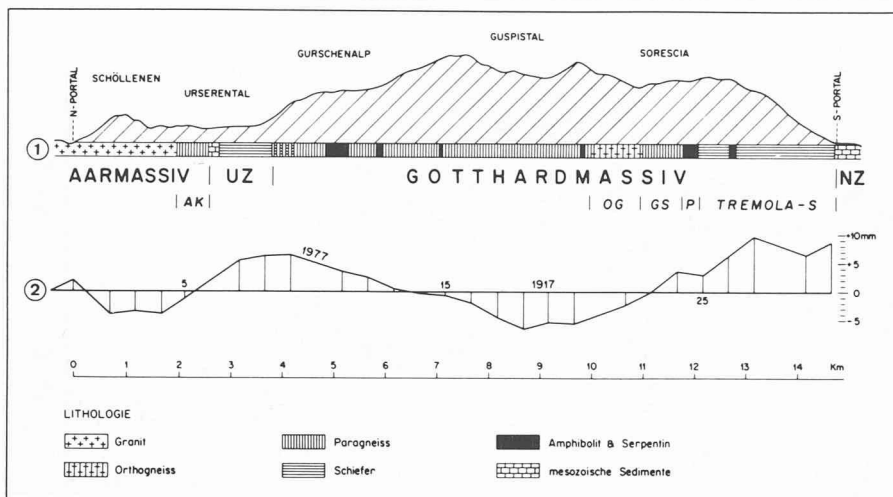 GUSPISTAL
GURSCHENALP
SORESCIA
SCHÖLLENEN
URSERENTAL
N-PORTAL
S-PORTAL
1
AARMASSIV UZ GOTTHARDMASSIV NZ
AK OG GS P TREMOLA-S
+10mm
+5
0
-5
2
1977
5
15
1917
25
0 1 2 3 4 5 6 7 8 9 10 11 12 13 14 Km
LITHOLOGIE
Granit Paragneiss Amphibolit & Serpentin
Orthogneiss Schiefer mesozoische Sedimente